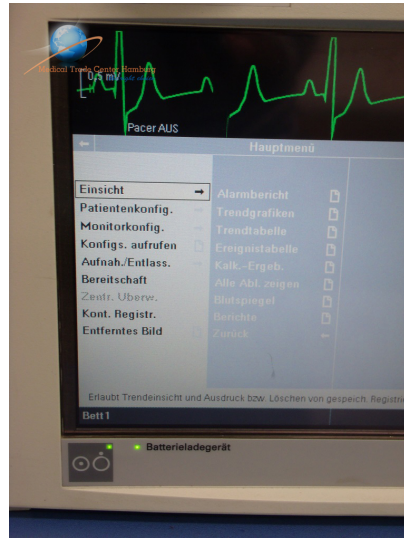 Medical Trade Center Hamburg
0,5 mV
Pacer AUS
Hauptmenü
Einsicht
Patientenkonfig.
Monitorkonfig.
Konfigs. aufrufen
Aufnah./Entlass.
Bereitschaft
Zentr. Überw.
Kont. Registr.
Entferntes Bild
Alarmbericht
Trendgrafiken
Trendtabelle
Ereignistabelle
Kalk.-Ergeb.
Alle Abl. zeigen
Blutspiegel
Berichte
Zurück
Erlaubt Trendeinsicht und Ausdruck bzw. Löschen von gespeich. Registri
Bett1
Batterieladegerät